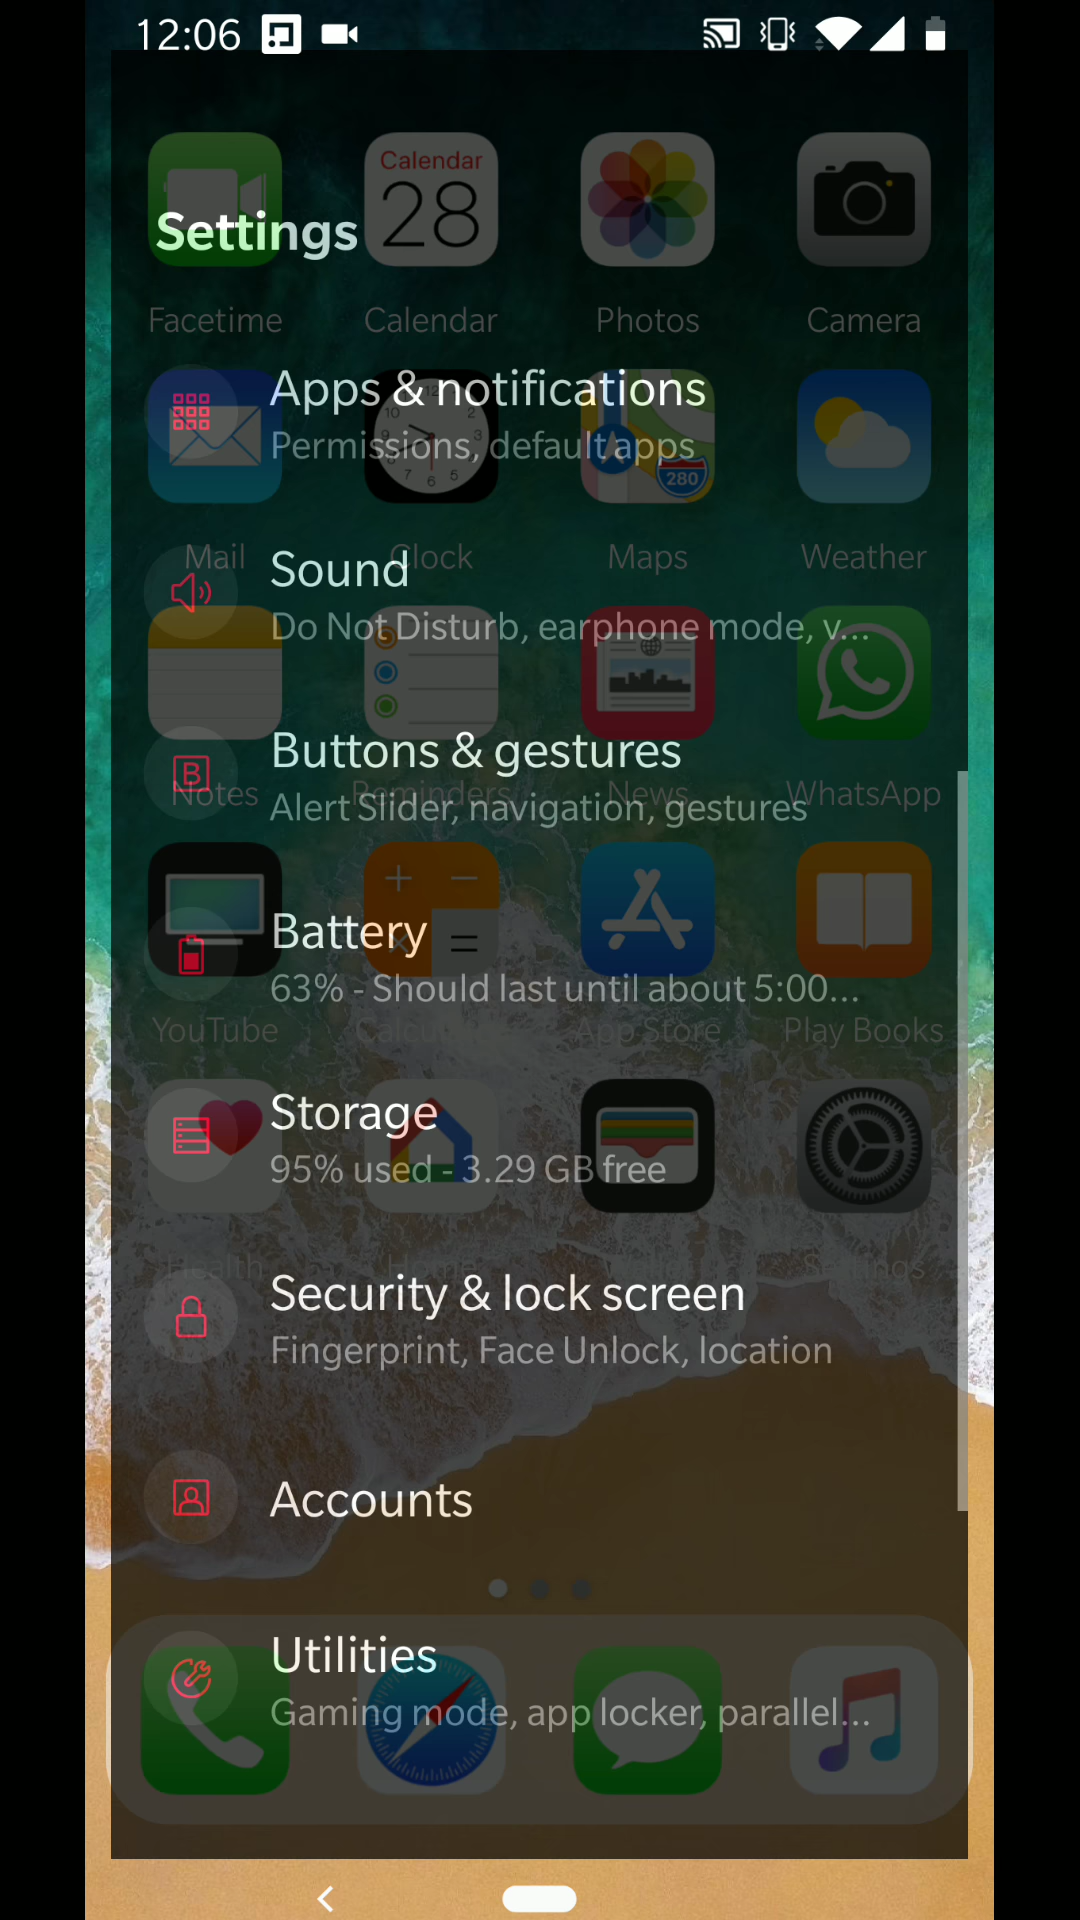 12:06
Calendar
28
Settings
Facetime
Calendar
Photos
Camera
Apps & notifications
Permissions, default apps
280
Mail
Clock
Maps
Weather
Sound
Do Not Disturb, earphone mode, v...
Buttons & gestures
B
Notes
Reminders
News
WhatsApp
Alert Slider, navigation, gestures
Battery
63% - Should last until about 5:00...
YouTube
App Store
Play Books
Storage
95% used - 3.29 GB free
Health
Settings
Security & lock screen
Fingerprint, Face Unlock, location
Accounts
Utilities
Gaming mode, app locker, parallel...